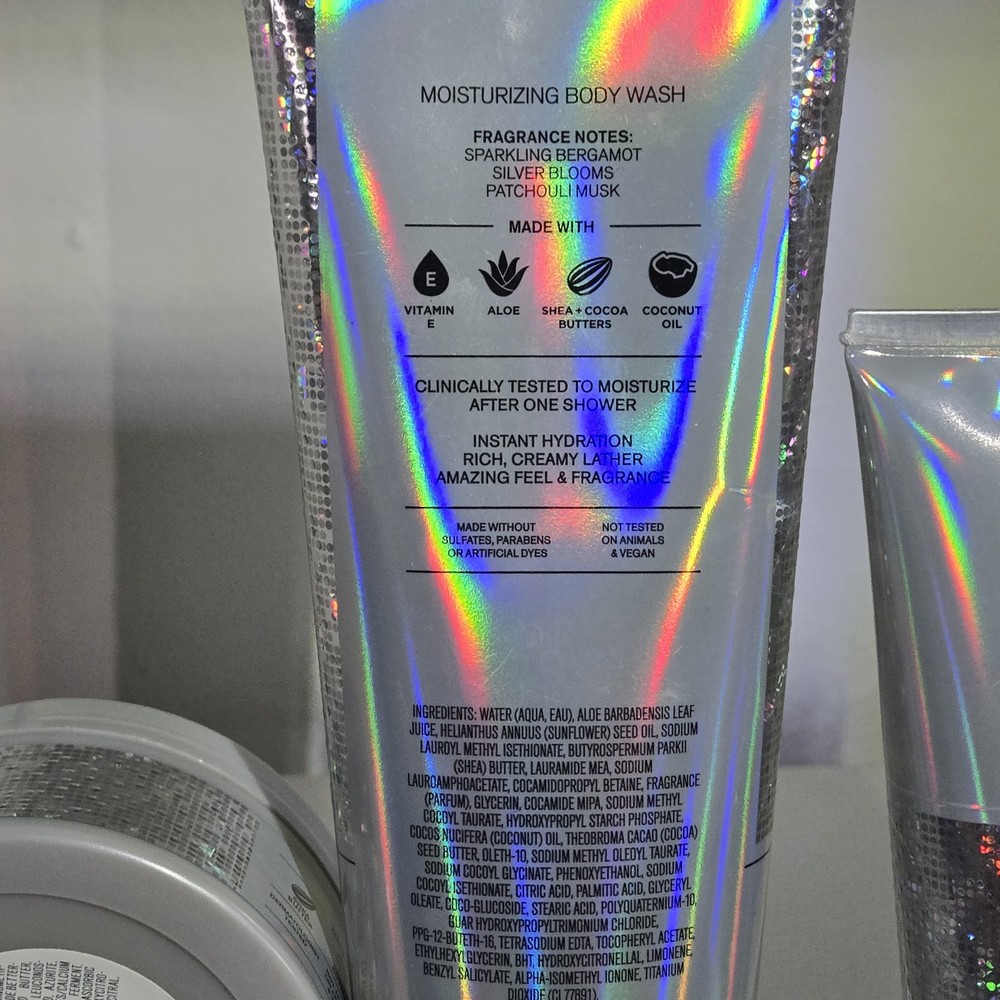 MOISTURIZING BODY WASH
FRAGRANCE NOTES:
SPARKLING BERGAMOT
SILVER BLOOMS
PATCHOULI MUSK
MADE WITH
E
VITAMIN
E
ALOE
SHEA + COCOA
BUTTERS
COCONUT
OIL
CLINICALLY TESTED TO MOISTURIZE
AFTER ONE SHOWER
INSTANT HYDRATION
RICH, CREAMY LATHER
AMAZING FEEL & FRAGRANCE
MADE WITHOUT
SULFATES, PARABENS
OR ARTIFICIAL DYES
NOT TESTED
ON ANIMALS
& VEGAN
INGREDIENTS: WATER (AQUA, EAU), ALOE BARBADENSIS LEAF
JUICE, HELIANTHUS ANNUUS (SUNFLOWER) SEED OIL, SODIUM
LAUROYL METHYL ISETHIONATE, BUTYROSPERMUM PARKII
(SHEA) BUTTER, LAURAMIDE MEA, SODIUM
LAUROAMPHOACETATE, COCAMIDOPROPYL BETAINE, FRAGRANCE
(PARFUM), GLYCERIN, COCAMIDE MIPA, SODIUM METHYL
COCOYL TAURATE, HYDROXYPROPYL STARCH PHOSPHATE,
COCOS NUCIFERA (COCONUT) OIL, THEOBROMA CACAO (COCOA)
SEED BUTTER, OLETH-10, SODIUM METHYL OLEOYL TAURATE,
SODIUM COCOYL GLYCINATE, PHENOXYETHANOL, SODIUM
COCOYL ISETHIONATE, CITRIC ACID, PALMITIC ACID, GLYCERYL
OLEATE, COCO-GLUCOSIDE, STEARIC ACID, POLYQUATERNIUM-10,
GUAR HYDROXYPROPYLTRIMONIUM CHLORIDE,
PPG-12-BUTETH-16, TETRASODIUM EDTA, TOCOPHERYL ACETATE,
ETHYLHEXYLGLYCERIN, BHT, HYDROXYCITRONELLAL, LIMONENE,
BENZYL SALICYLATE, ALPHA-ISOMETHYL IONONE, TITANIUM
DIOXIDE (CI 77891).